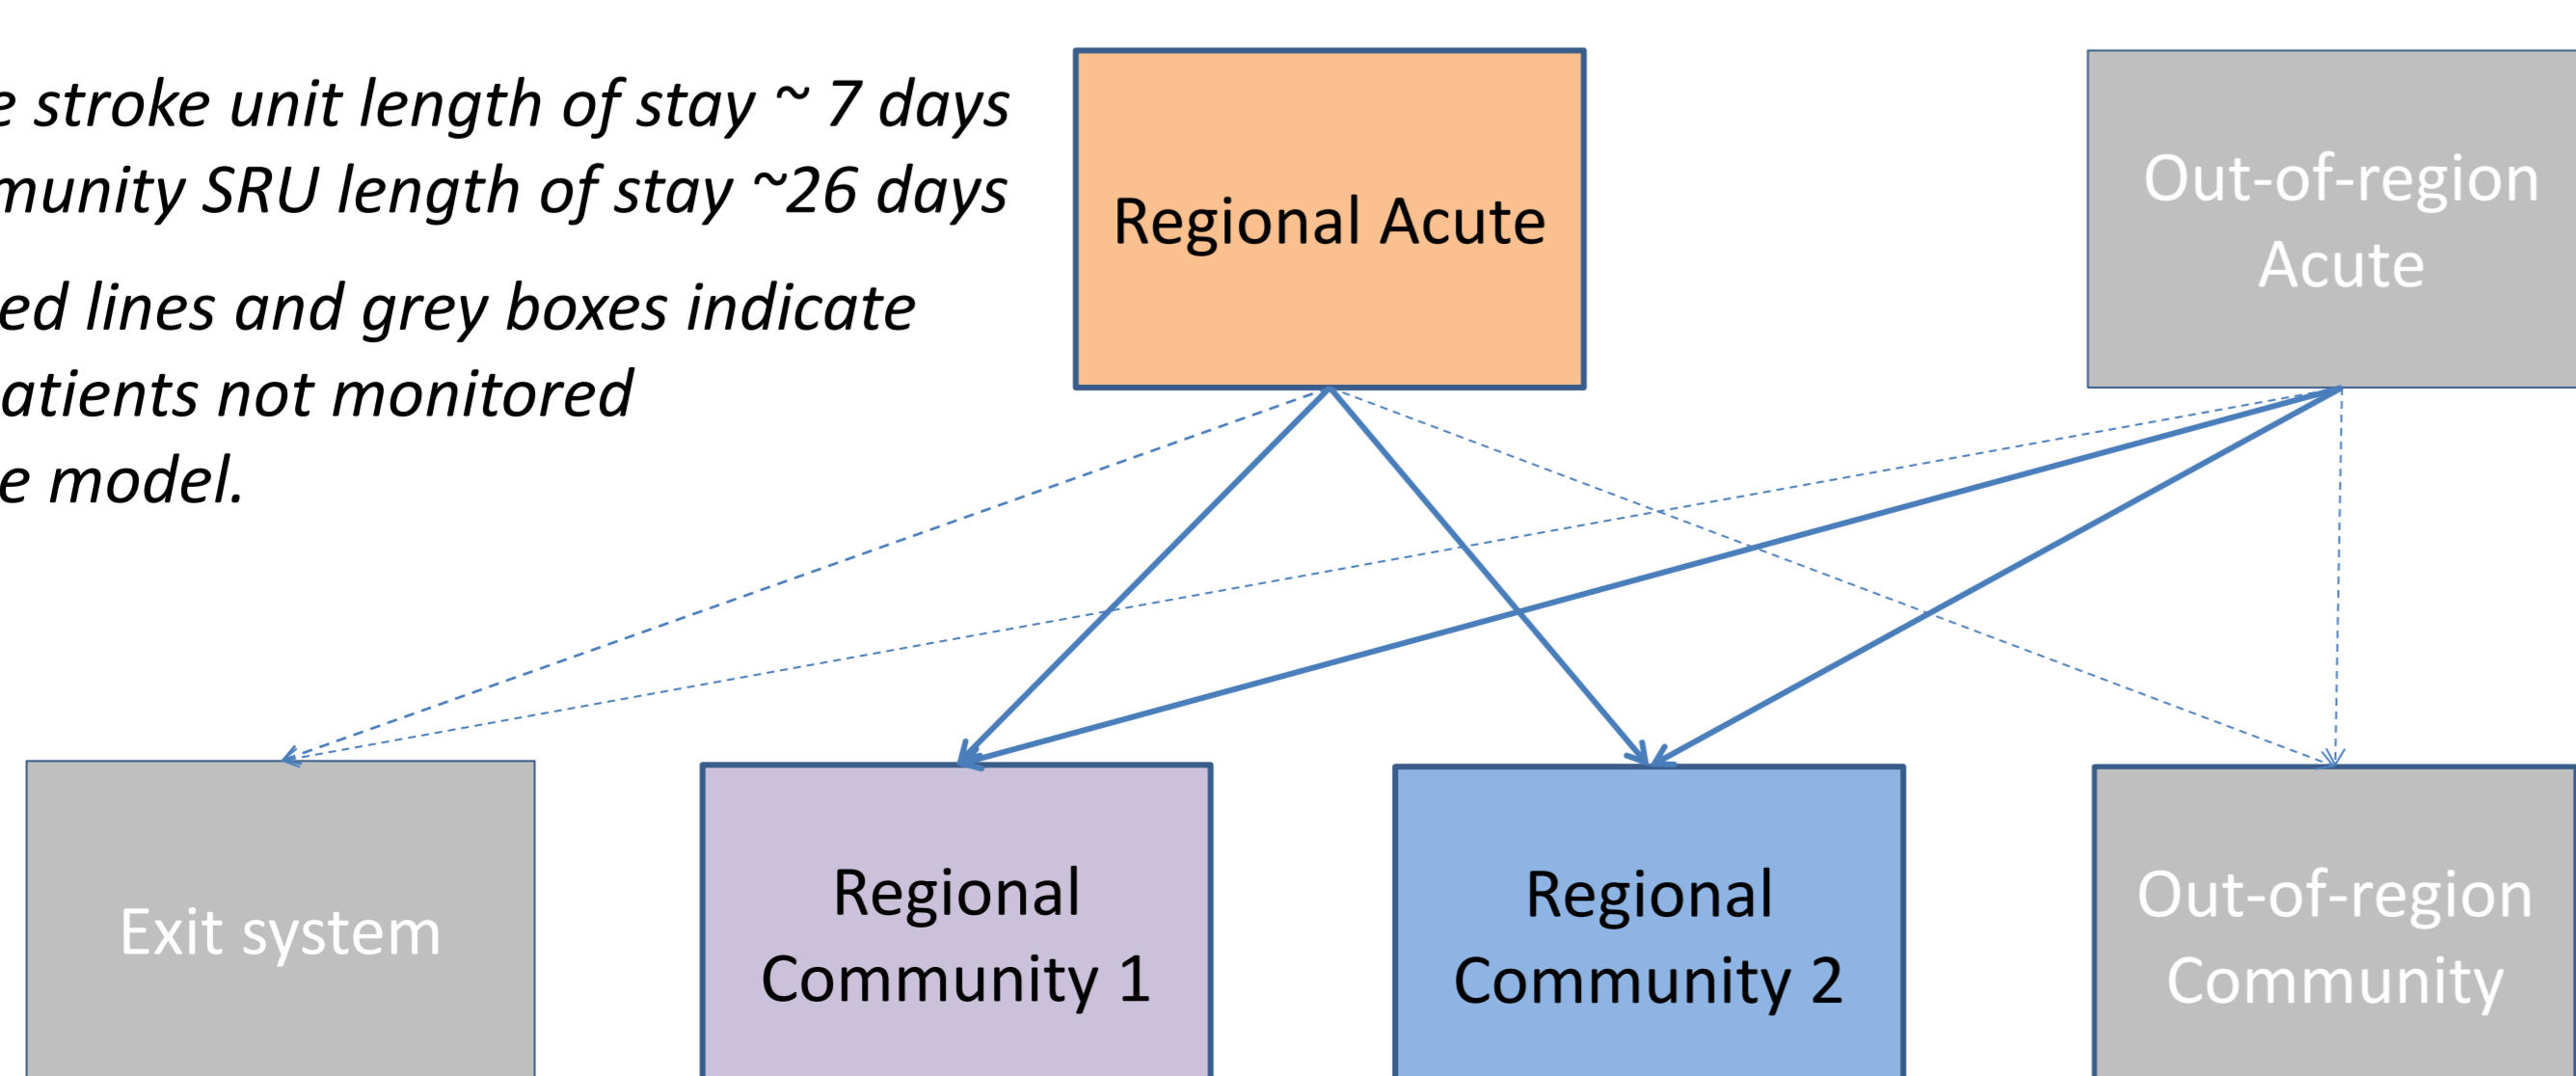 e stroke unit length of stay ~ 7 days
munity SRU length of stay ~26 days
ed lines and grey boxes indicate
atients not monitored
e model.
Regional Acute
Out-of-region
Acute
Exit system
Regional
Community 1
Regional
Community 2
Out-of-region
Community